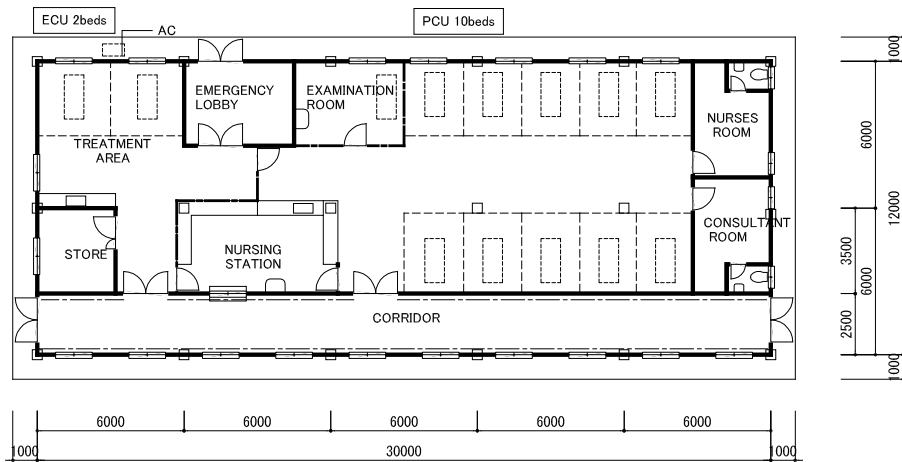 ECU 2beds
PCU 10beds
AC
EMERGENCY
LOBBY
EXAMINATION
ROOM
TREATMENT
AREA
NURSES
ROOM
CONSULTANT
ROOM
STORE
NURSING
STATION
CORRIDOR
1000
6000
12000
3500
6000
2500
1000
6000
6000
6000
6000
6000
1000
30000
1000